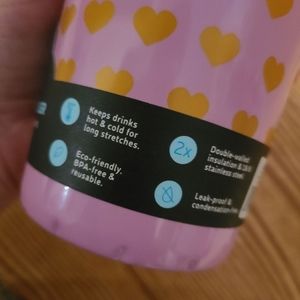 Keeps drinks
hot & cold for
long stretches.
Eco-friendly,
BPA-free &
reusable.
2x
Double-walled
insulation & 18/8
stainless steel.
Leak-proof &
condensation-free